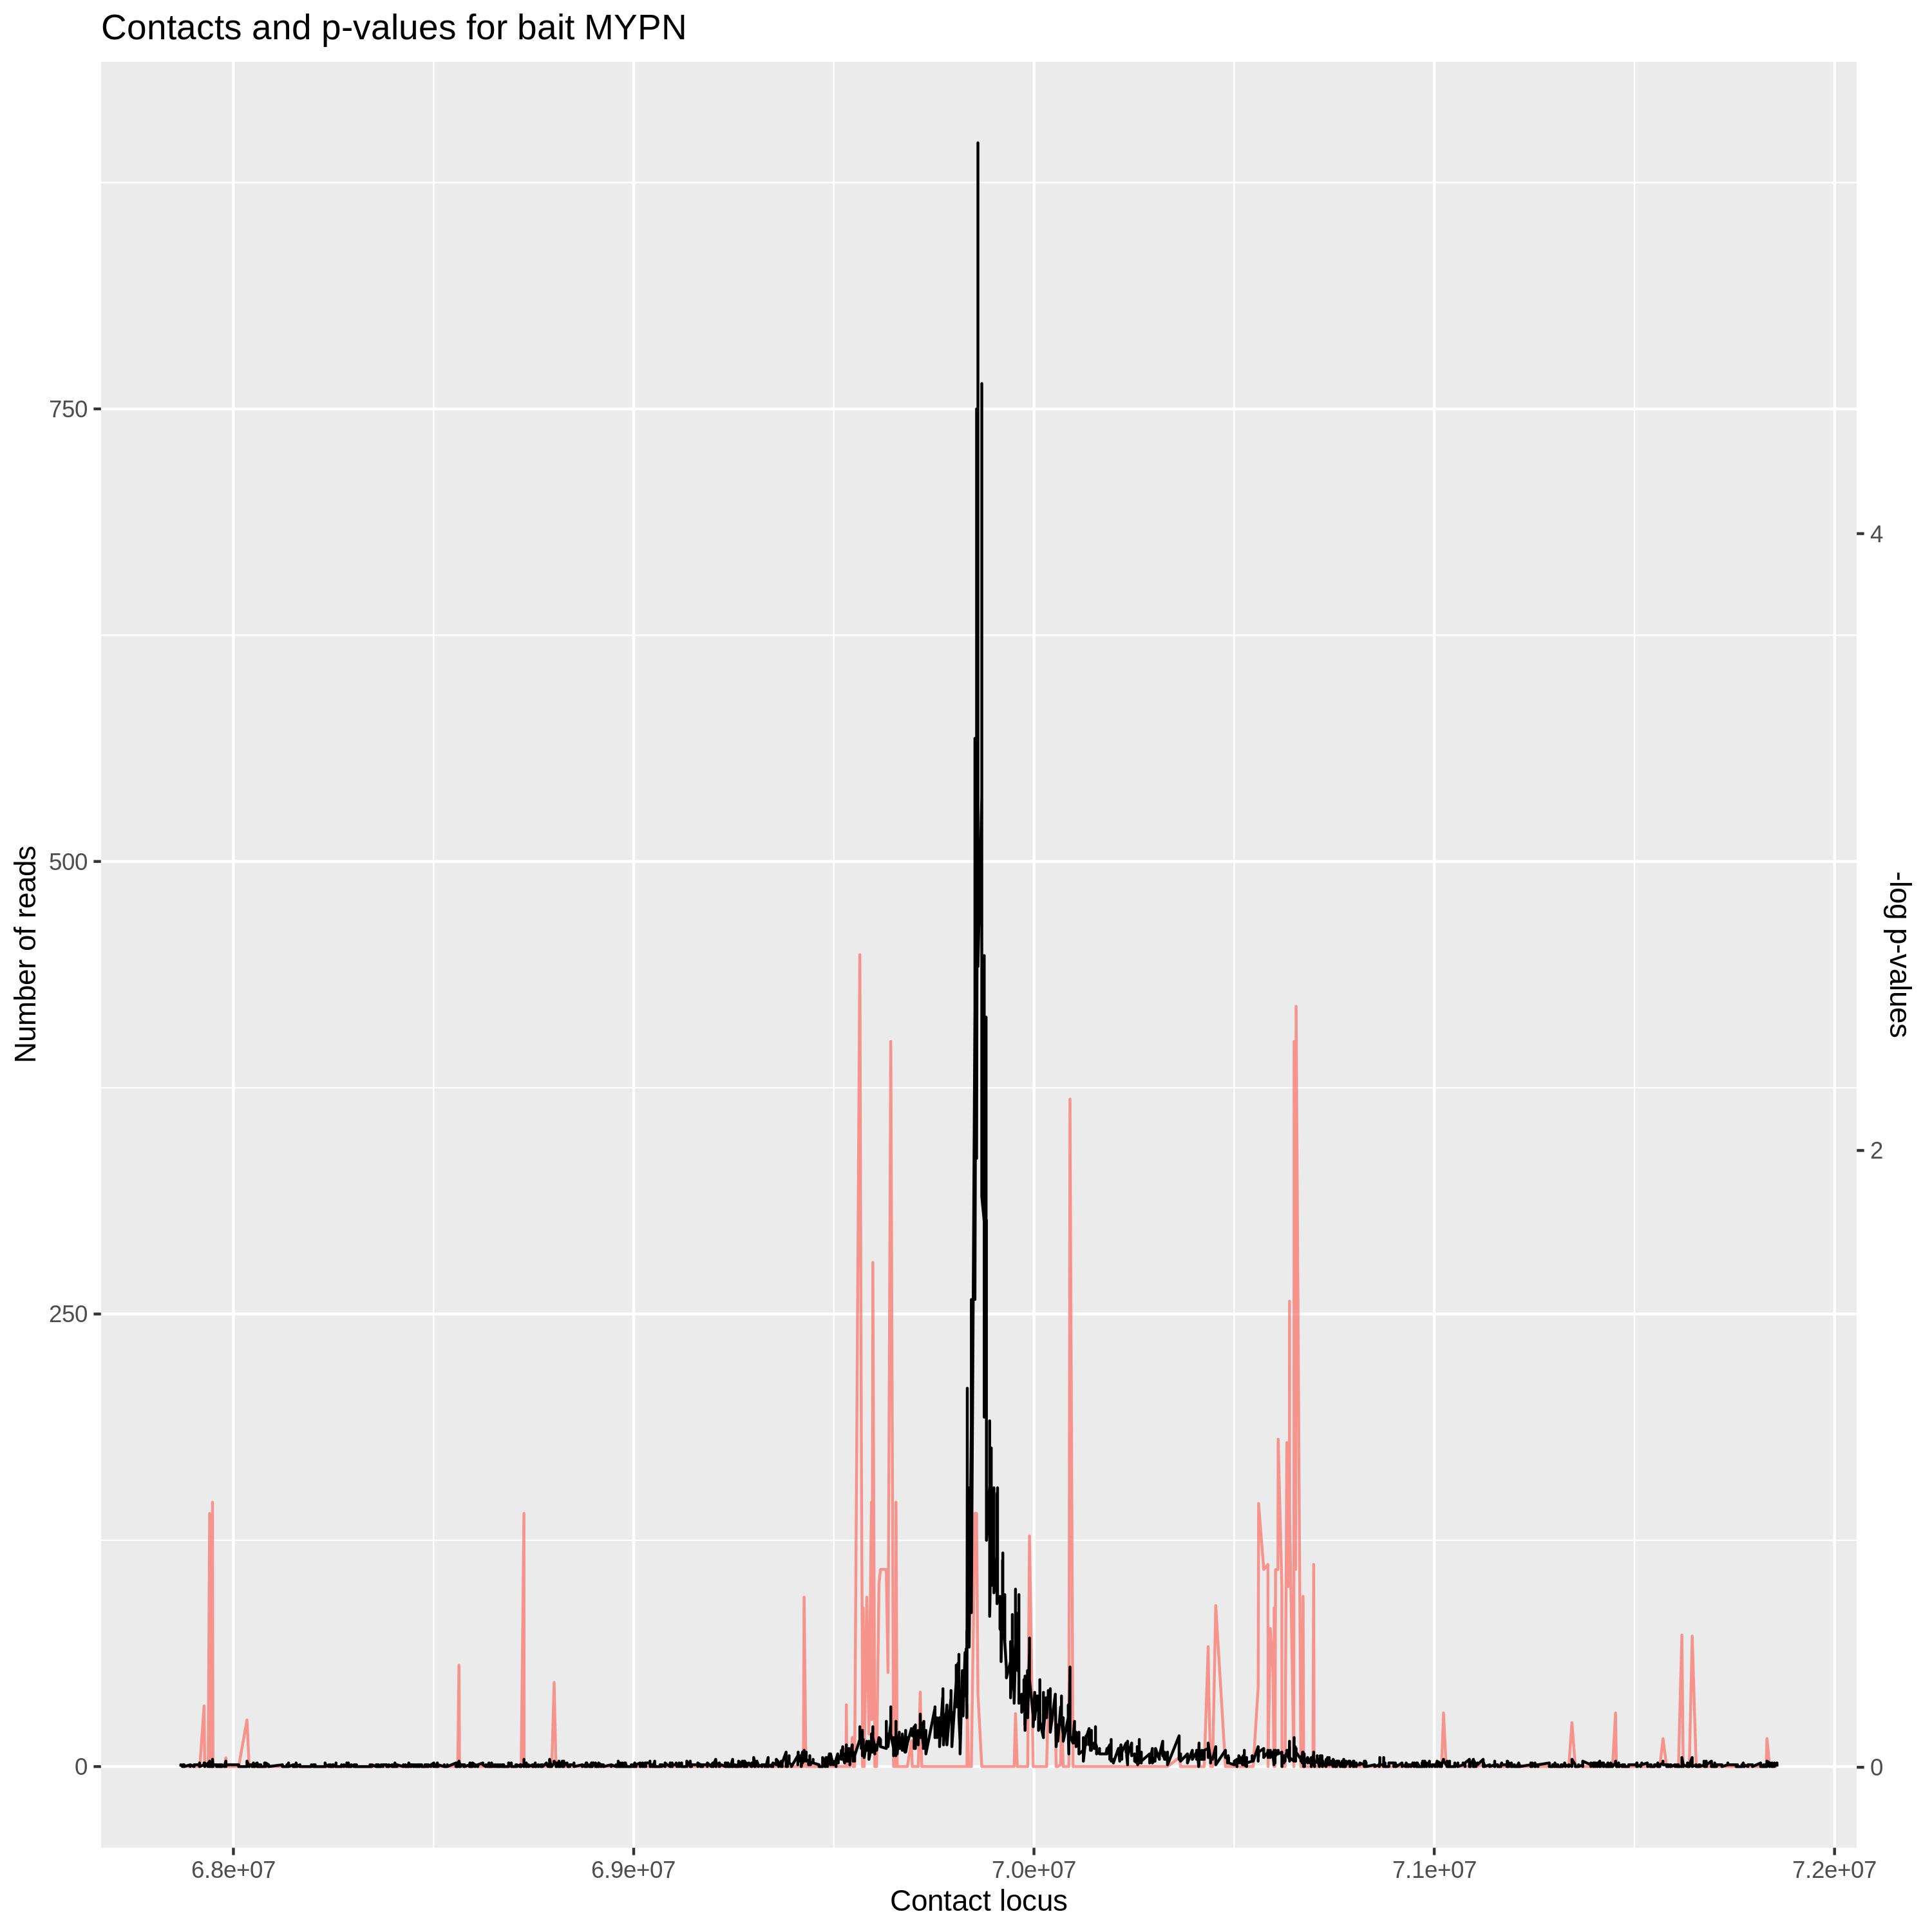 Contacts and p-values for bait MYPN
Number of reads
750
500
250
0
4
2
0
-log p-values
6.8e+07
6.9e+07
7.0e+07
7.1e+07
7.2e+07
Contact locus